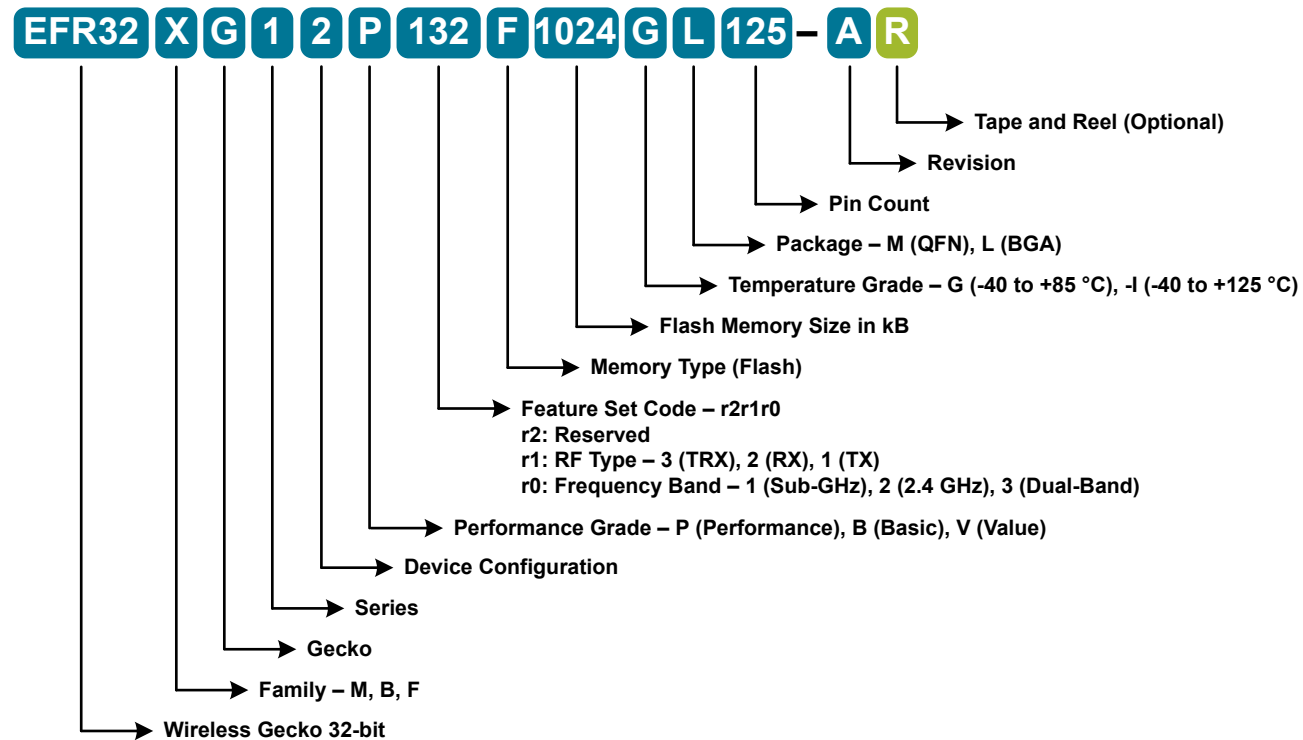 EFR32 X G 1 2 P 132 F 1024 G L 125 – A R
Tape and Reel (Optional)
Revision
Pin Count
Package – M (QFN), L (BGA)
Temperature Grade – G (-40 to +85 °C), -I (-40 to +125 °C)
Flash Memory Size in kB
Memory Type (Flash)
Feature Set Code – r2r1r0
r2: Reserved
r1: RF Type – 3 (TRX), 2 (RX), 1 (TX)
r0: Frequency Band – 1 (Sub-GHz), 2 (2.4 GHz), 3 (Dual-Band)
Performance Grade – P (Performance), B (Basic), V (Value)
Device Configuration
Series
Gecko
Family – M, B, F
Wireless Gecko 32-bit